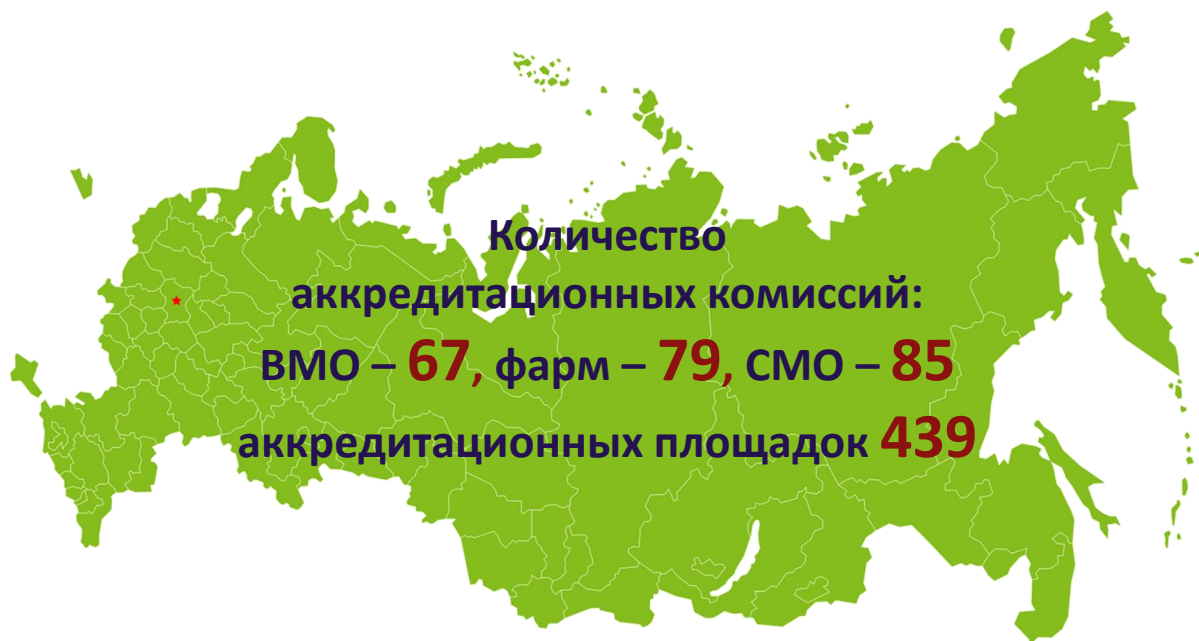 Количество
аккредитационных комиссий:
ВМО – 67, фарм – 79, СМО – 85
аккредитационных площадок 439